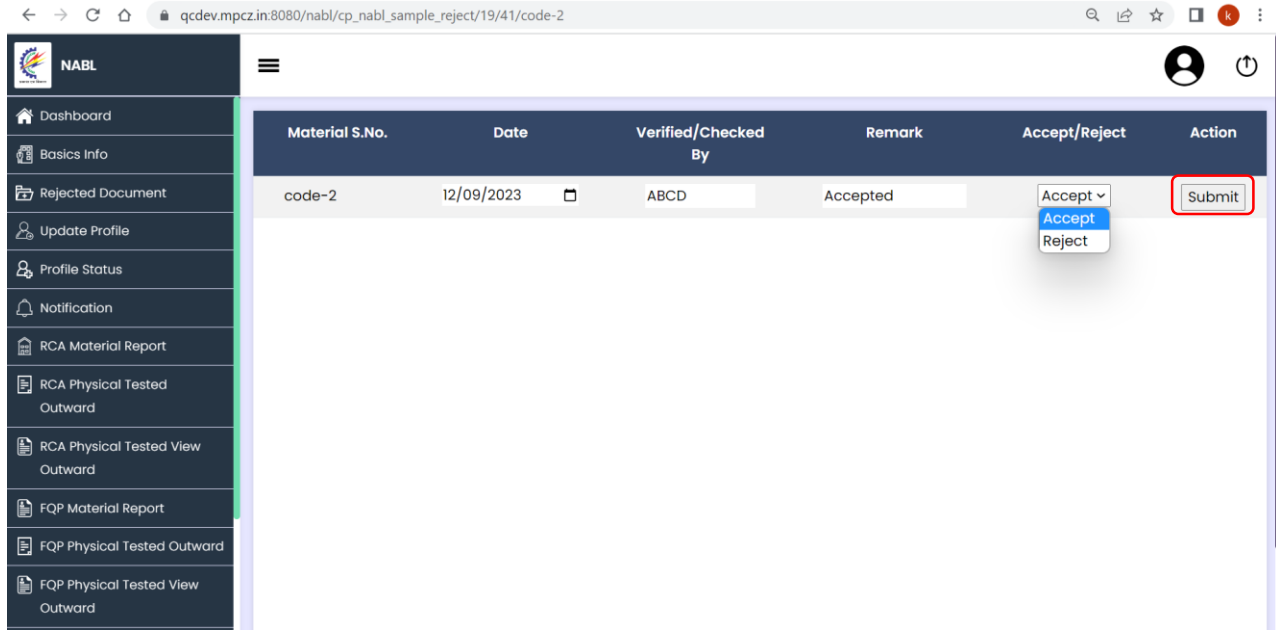 qcdev.mpcz.in:8080/nabl/cp_nabl_sample_reject/19/41/code-2
k
NABL
Dashboard
Basics Info
Rejected Document
Update Profile
Profile Status
Notification
RCA Material Report
RCA Physical Tested
Outward
RCA Physical Tested View
Outward
FQP Material Report
FQP Physical Tested Outward
FQP Physical Tested View
Outward
Material S.No. Date Verified/Checked Remark Accept/Reject Action
By
code-2 12/09/2023 ABCD Accepted Accept Submit
Accept
Reject